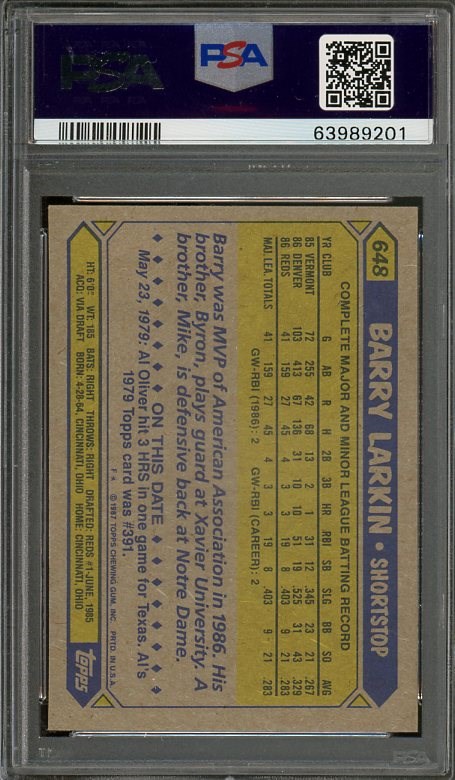 PSA
PSA
63989201
648
BARRY LARKIN • SHORTSTOP
COMPLETE MAJOR AND MINOR LEAGUE BATTING RECORD
YR CLUB G AB R H 2B 3B HR RBI SB SLG BB SO AVG
85 VERMONT 72 255 42 68 13 2 1 31 12 .345 23 21 .267
86 DENVER 103 413 67 136 31 10 10 51 19 .525 31 43 .329
86 REDS 41 159 27 45 4 3 3 19 8 .403 9 21 .283
MAJ. LEA. TOTALS 41 159 27 45 4 3 3 19 8 .403 9 21 .283
GW-RBI (1986): 2 GW-RBI (CAREER): 2
Barry was MVP of American Association in 1986. His
brother, Byron, plays guard at Xavier University. A
brother, Mike, is defensive back at Notre Dame.
♦ ♦ ♦ ♦ ♦ ♦ ON THIS DATE ♦ ♦ ♦ ♦ ♦ ♦
May 23, 1979: Al Oliver hit 3 HRS in one game for Texas. Al's
1979 Topps card was #391.
© 1987 TOPPS CHEWING GUM, INC. PRTD. IN U.S.A.
HT: 6'0" WT: 185 BATS: RIGHT THROWS: RIGHT DRAFTED: REDS #1-JUNE, 1985
ACQ: VIA DRAFT BORN: 4-28-64, CINCINNATI, OHIO HOME: CINCINNATI, OHIO
topps